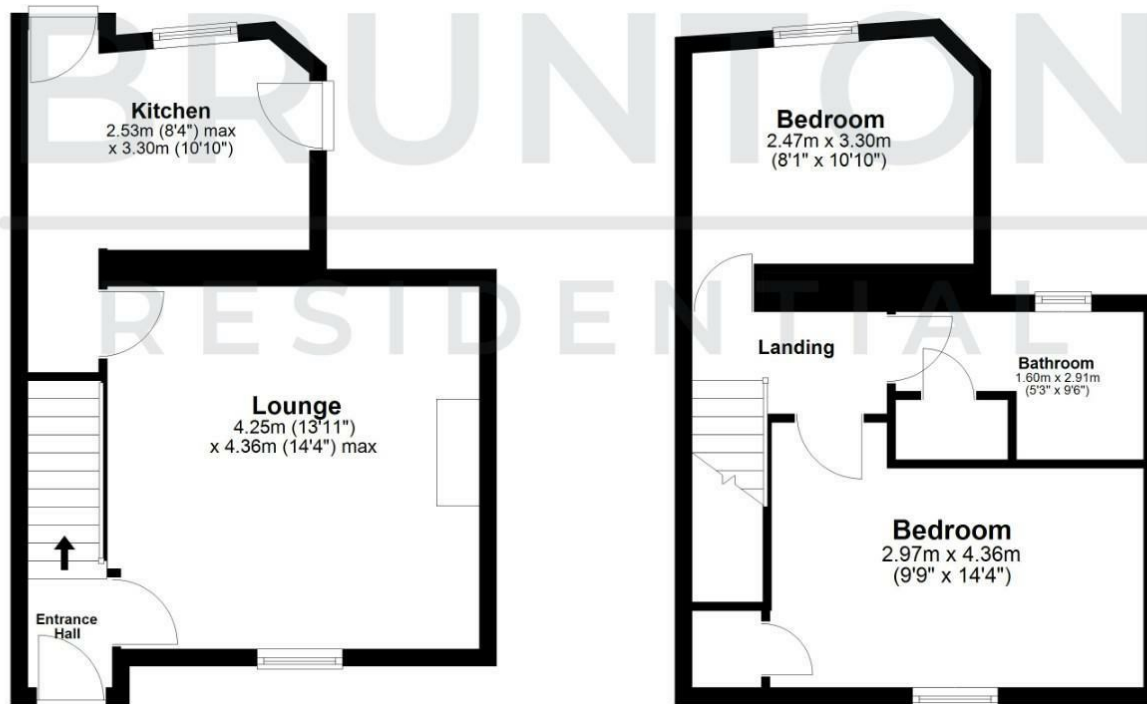 BRUNTON
RESIDENTIAL
Kitchen
2.53m (8'4") max
x 3.30m (10'10")
Lounge
4.25m (13'11")
x 4.36m (14'4") max
Entrance
Hall
Bedroom
2.47m x 3.30m
(8'1" x 10'10")
Landing
Bathroom
1.60m x 2.91m
(5'3" x 9'6")
Bedroom
2.97m x 4.36m
(9'9" x 14'4")